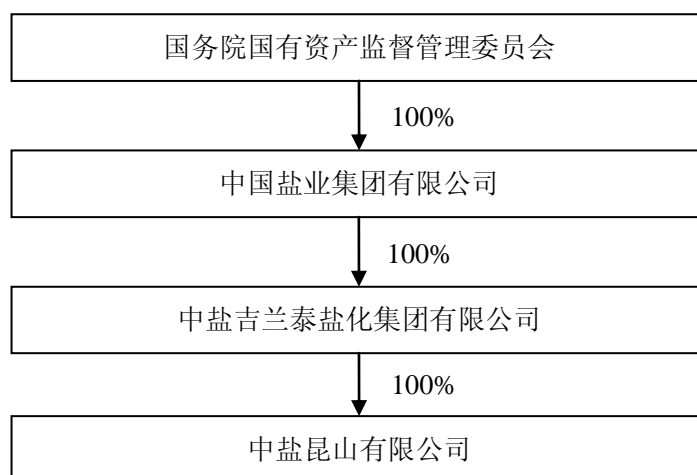 国务院国有资产监督管理委员会
100%
中国盐业集团有限公司
100%
中盐吉兰泰盐化集团有限公司
100%
中盐昆山有限公司